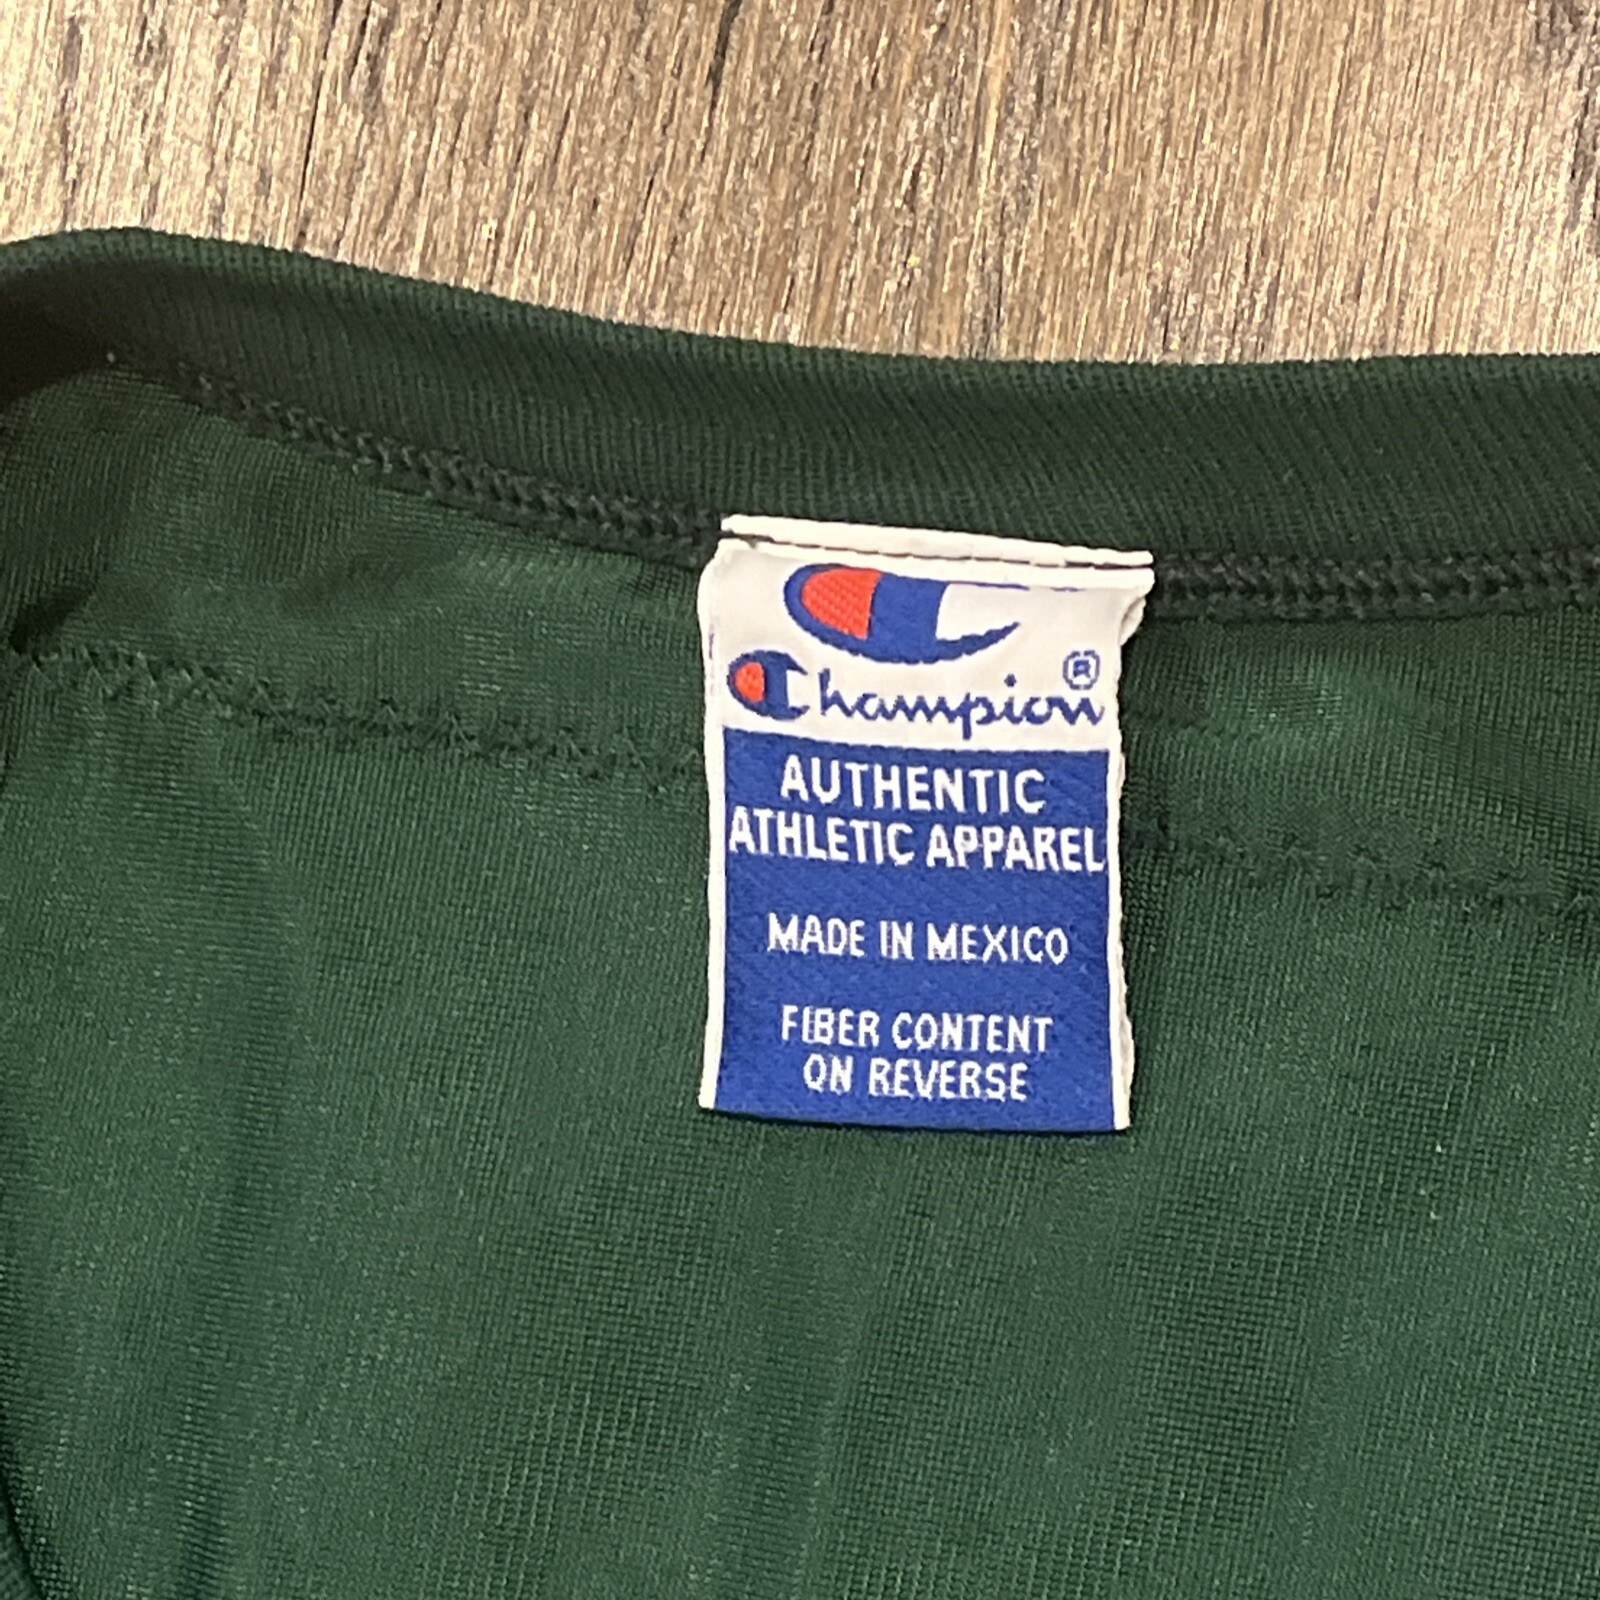 Champion®
AUTHENTIC
ATHLETIC APPAREL
MADE IN MEXICO
FIBER CONTENT
ON REVERSE